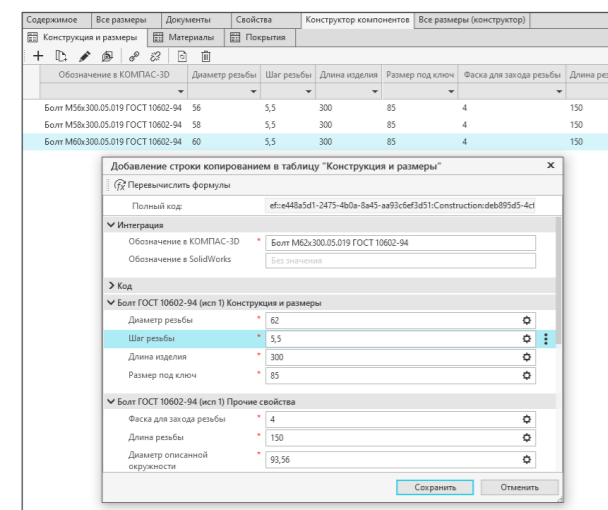 Содержимое Все размеры Документы Свойства Конструктор компонентов Все размеры (конструктор)
Конструкция и размеры Материалы Покрытия
Обозначение в КОМПАС-3D Диаметр резьбы Шаг резьбы Длина изделия Размер под ключ Фаска для захода резьбы Длина рез
Болт М56х300.05.019 ГОСТ 10602-94 56 5,5 300 85 4 150
Болт М58х300.05.019 ГОСТ 10602-94 58 5,5 300 85 4 150
Болт М60х300.05.019 ГОСТ 10602-94 60 5,5 300 85 4 150
Добавление строки копированием в таблицу "Конструкция и размеры" x
Перевычислить формулы
Полный код: ef::e448a5d1-2475-4b0a-8a45-aa93c6ef3d51:Construction:deb895d5-4cf
Интеграция
Обозначение в КОМПАС-3D * Болт М62х300.05.019 ГОСТ 10602-94
Обозначение в SolidWorks Без значения
Код
Болт ГОСТ 10602-94 (исп 1) Конструкция и размеры
Диаметр резьбы * 62
Шаг резьбы * 5,5
Длина изделия * 300
Размер под ключ * 85
Болт ГОСТ 10602-94 (исп 1) Прочие свойства
Фаска для захода резьбы * 4
Длина резьбы * 150
Диаметр описанной окружности * 93,56
Сохранить Отменить